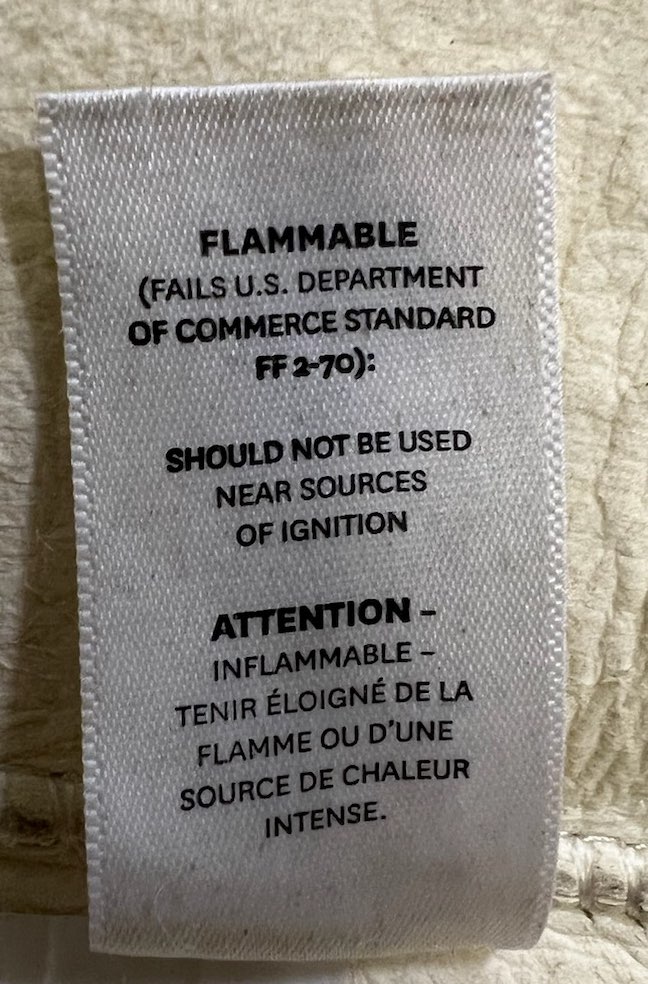 FLAMMABLE
(FAILS U.S. DEPARTMENT
OF COMMERCE STANDARD
FF 2-70):
SHOULD NOT BE USED
NEAR SOURCES
OF IGNITION
ATTENTION –
INFLAMMABLE –
TENIR ÉLOIGNÉ DE LA
FLAMME OU D'UNE
SOURCE DE CHALEUR
INTENSE.